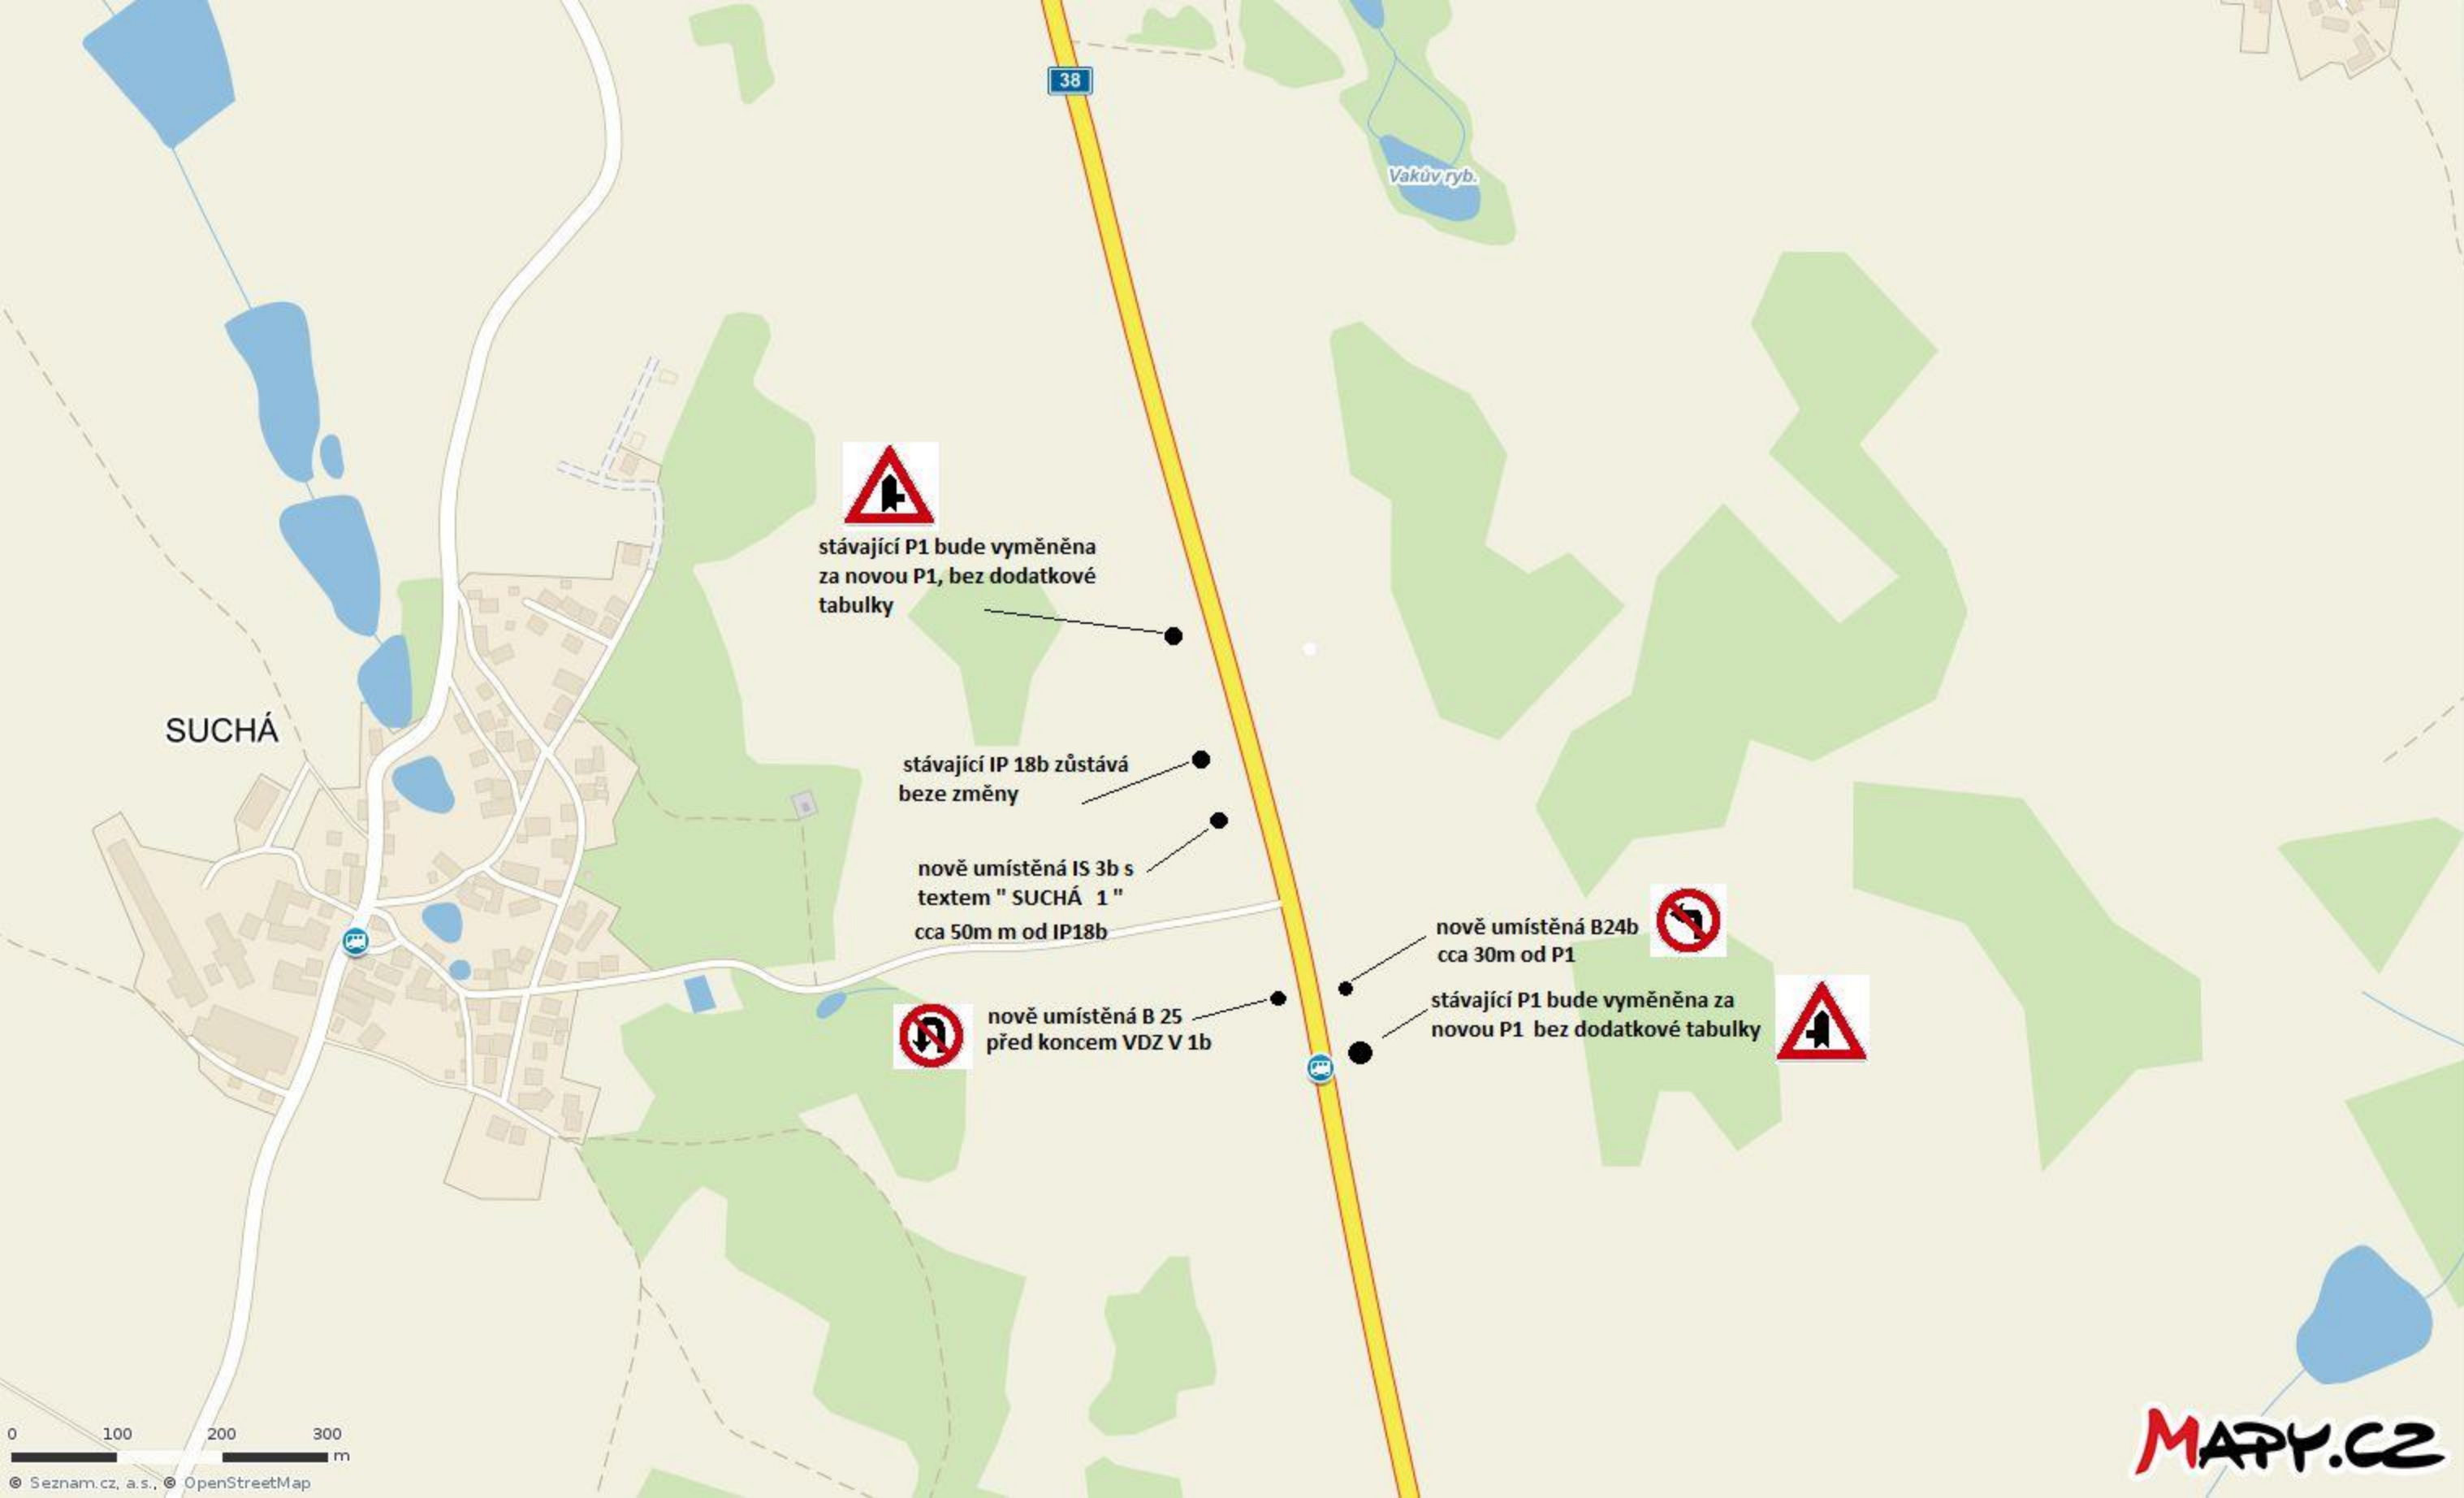 38
Vakův ryb.
stávající P1 bude vyměněna
za novou P1, bez dodatkové
tabulky
SUCHÁ
stávající IP 18b zůstává
beze změny
nově umístěná IS 3b s
textem " SUCHÁ 1 "
cca 50m m od IP18b
nově umístěná B24b
cca 30m od P1
stávající P1 bude vyměněna za
novou P1 bez dodatkové tabulky
nově umístěná B 25
před koncem VDZ V 1b
0 100 200 300
m
© Seznam.cz, a.s., © OpenStreetMap
MAPY.CZ